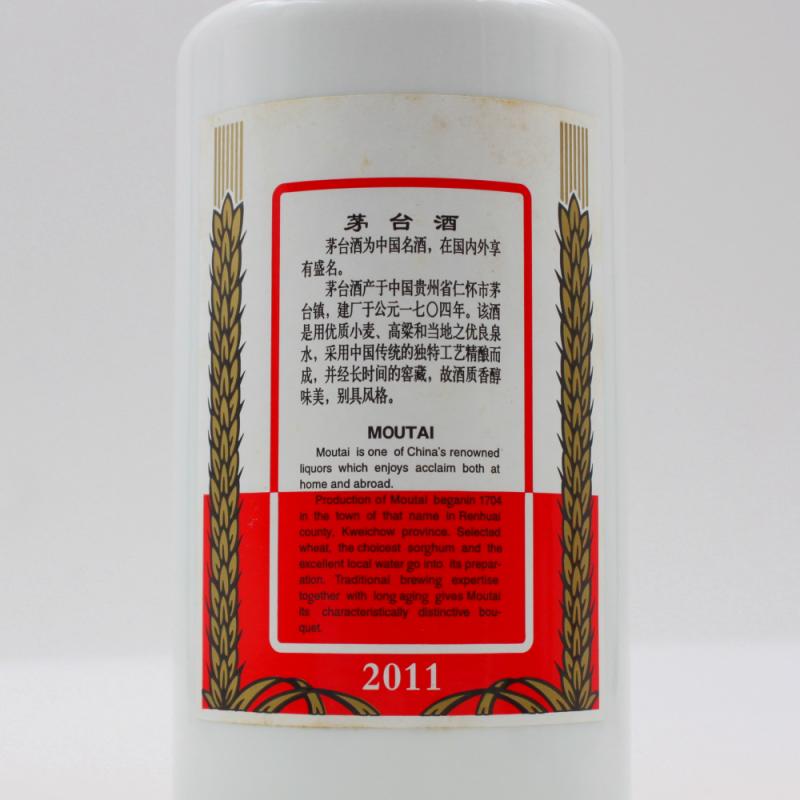 茅台酒
茅台酒为中国名酒，在国内外享
有盛名。
茅台酒产于中国贵州省仁怀市茅
台镇，建厂于公元一七〇四年。该酒
是用优质小麦、高粱和当地之优良泉
水，采用中国传统的独特工艺精酿而
成，并经长时间的窖藏，故酒质香醇
味美，别具风格。
MOUTAI
Moutai is one of China's renowned
liquors which enjoys acclaim both at
home and abroad.
Production of Moutai beganin 1704
in the town of that name in Renhuai
county, Kweichow province. Selected
wheat, the choicest sorghum and the
excellent local water go into its prepar-
ation. Traditional brewing expertise
together with long aging gives Moutai
its characteristically distinctive bou-
quet.
2011